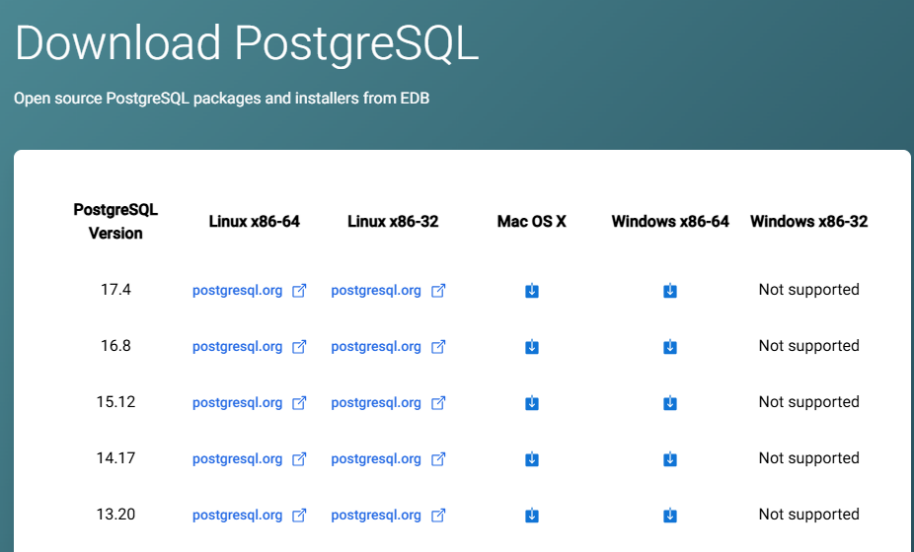 Download PostgreSQL
Open source PostgreSQL packages and installers from EDB
PostgreSQL Version Linux x86-64 Linux x86-32 Mac OS X Windows x86-64 Windows x86-32
17.4 postgresql.org postgresql.org Not supported
16.8 postgresql.org postgresql.org Not supported
15.12 postgresql.org postgresql.org Not supported
14.17 postgresql.org postgresql.org Not supported
13.20 postgresql.org postgresql.org Not supported